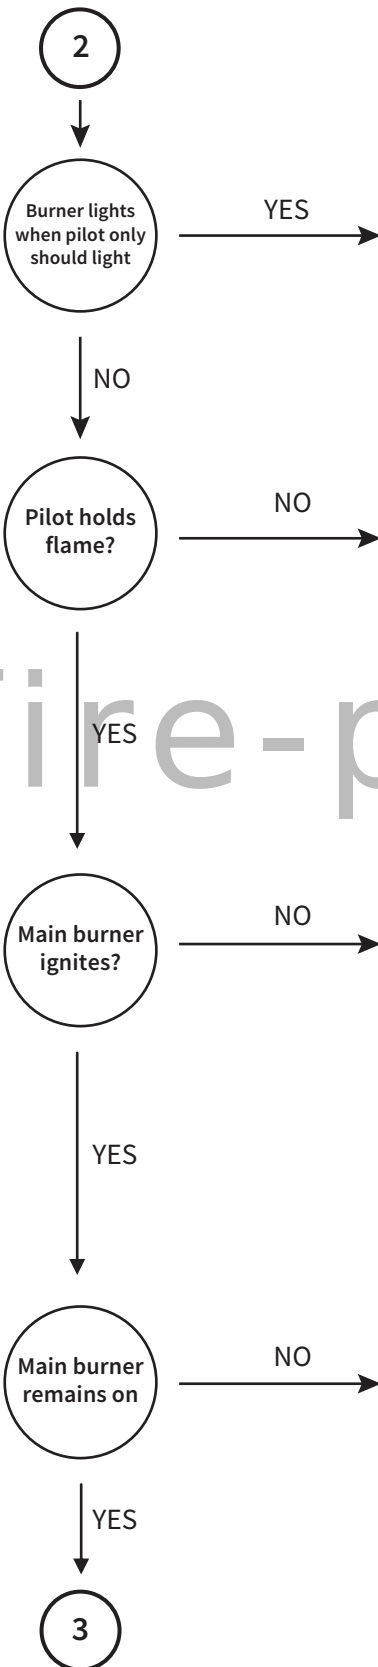 2
Burner lights
when pilot only
should light
YES
NO
Pilot holds
flame?
NO
YES
fire-p
Main burner
ignites?
NO
YES
Main burner
remains on
NO
YES
3